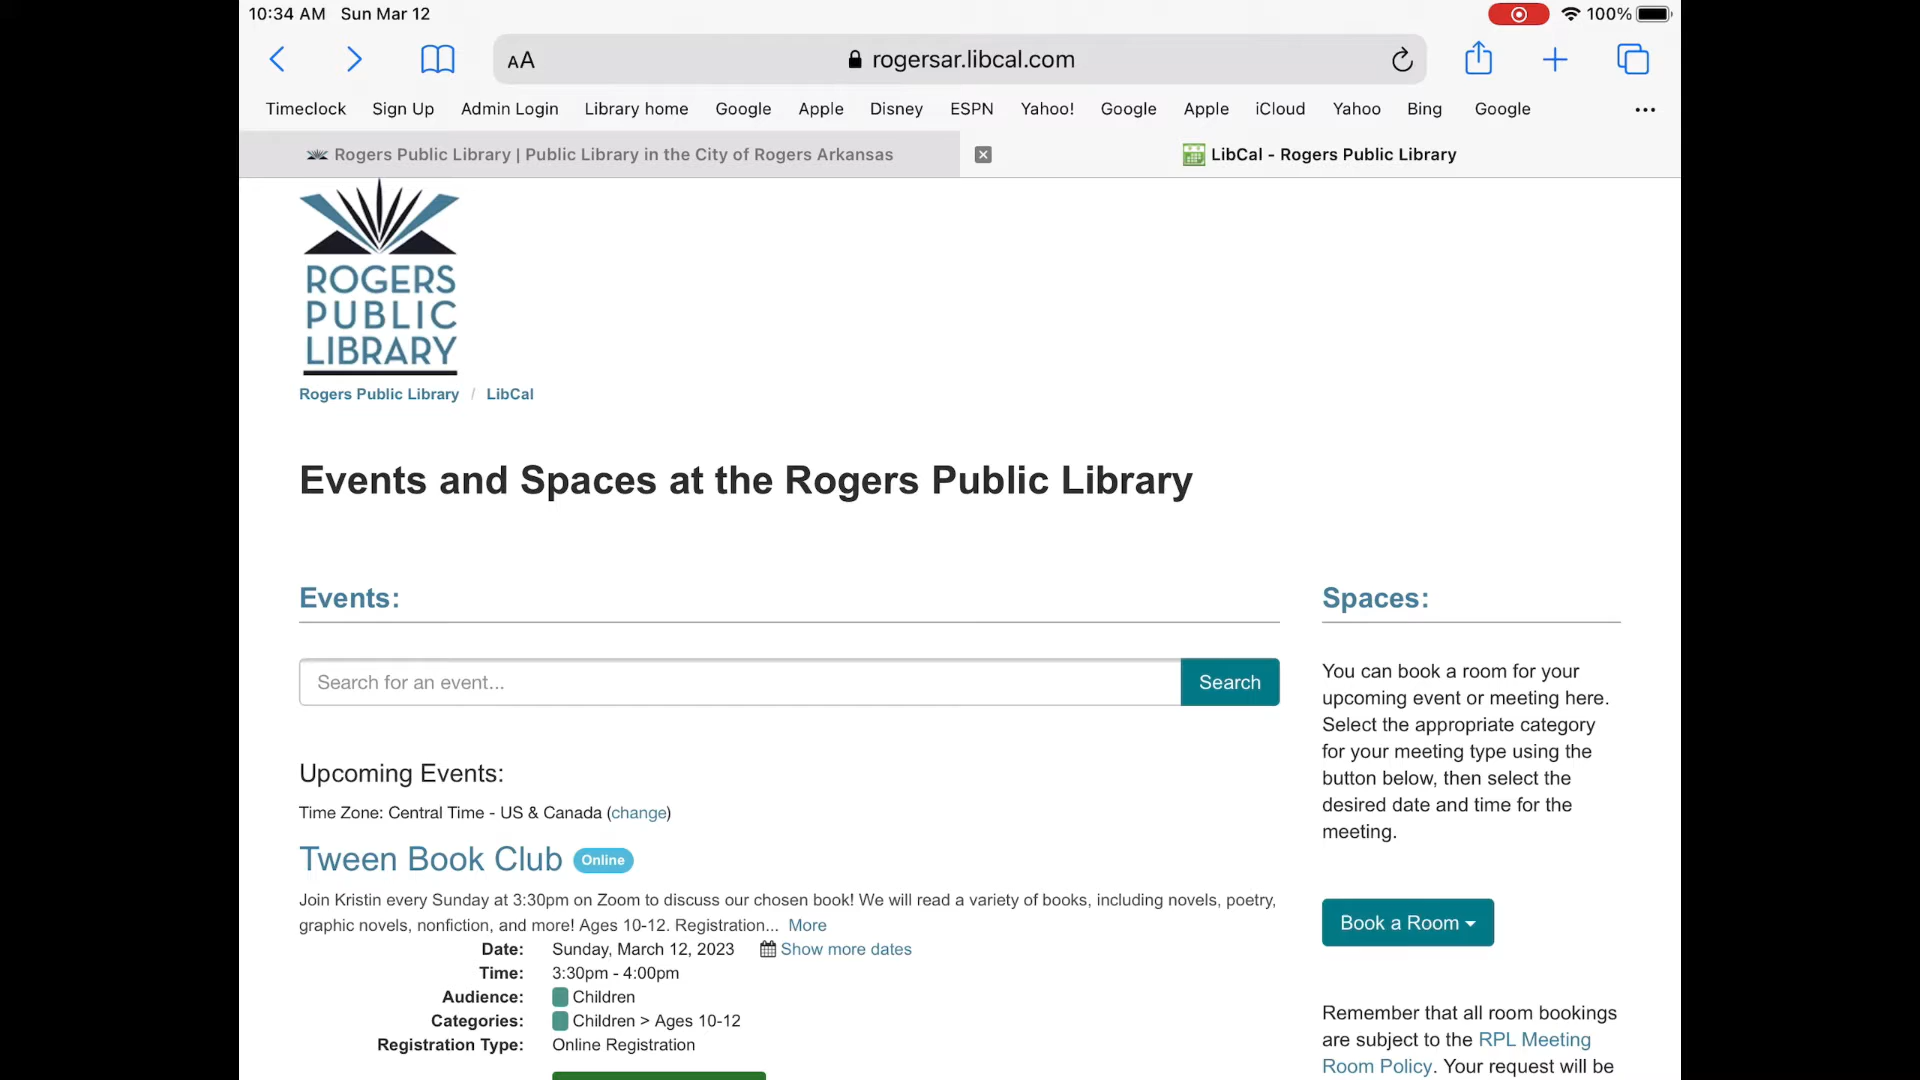 10:34 AM Sun Mar 12
100%
AA rogersar.libcal.com
Timeclock Sign Up Admin Login Library home Google Apple Disney ESPN Yahoo! Google Apple iCloud Yahoo Bing Google
Rogers Public Library | Public Library in the City of Rogers Arkansas
LibCal - Rogers Public Library
ROGERS
PUBLIC
LIBRARY
Rogers Public Library / LibCal
Events and Spaces at the Rogers Public Library
Events:
Search for an event... Search
Upcoming Events:
Time Zone: Central Time - US & Canada (change)
Tween Book Club Online
Join Kristin every Sunday at 3:30pm on Zoom to discuss our chosen book! We will read a variety of books, including novels, poetry,
graphic novels, nonfiction, and more! Ages 10-12. Registration... More
Date: Sunday, March 12, 2023 Show more dates
Time: 3:30pm - 4:00pm
Audience: Children
Categories: Children > Ages 10-12
Registration Type: Online Registration
Spaces:
You can book a room for your
upcoming event or meeting here.
Select the appropriate category
for your meeting type using the
button below, then select the
desired date and time for the
meeting.
Book a Room
Remember that all room bookings
are subject to the RPL Meeting
Room Policy. Your request will be